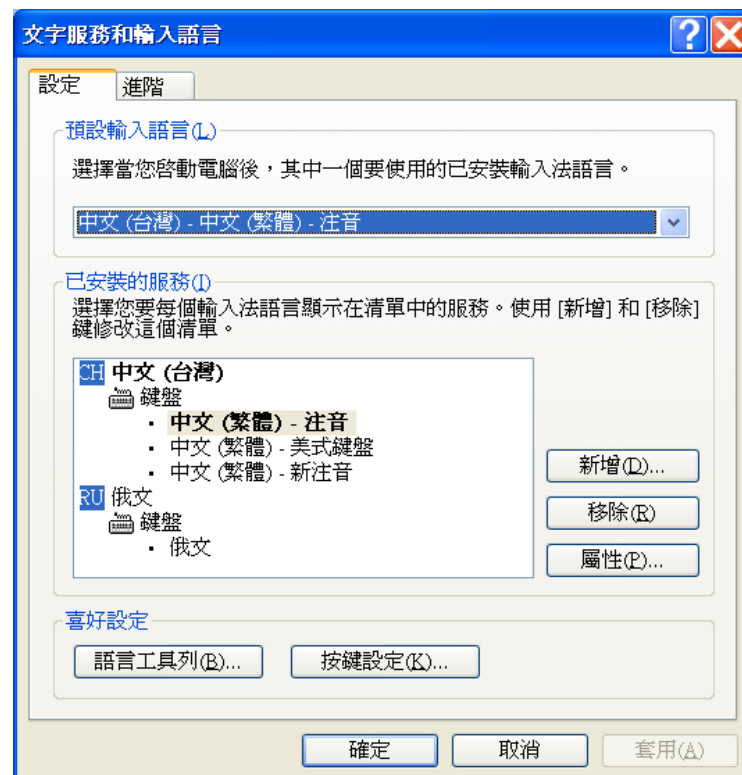 文字服務和輸入語言
設定
進階
預設輸入語言(L)
選擇當您啓動電腦後，其中一個要使用的已安裝輸入法語言。
中文 (台灣) - 中文 (繁體) - 注音
已安裝的服務(I)
選擇您要每個輸入法語言顯示在清單中的服務。使用 [新增] 和 [移除]
鍵修改這個清單。
CH 中文 (台灣)
鍵盤
· 中文 (繁體) - 注音
· 中文 (繁體) - 美式鍵盤
· 中文 (繁體) - 新注音
RU 俄文
鍵盤
· 俄文
新增(D)...
移除(R)
屬性(P)...
喜好設定
語言工具列(B)...
按鍵設定(K)...
確定
取消
套用(A)